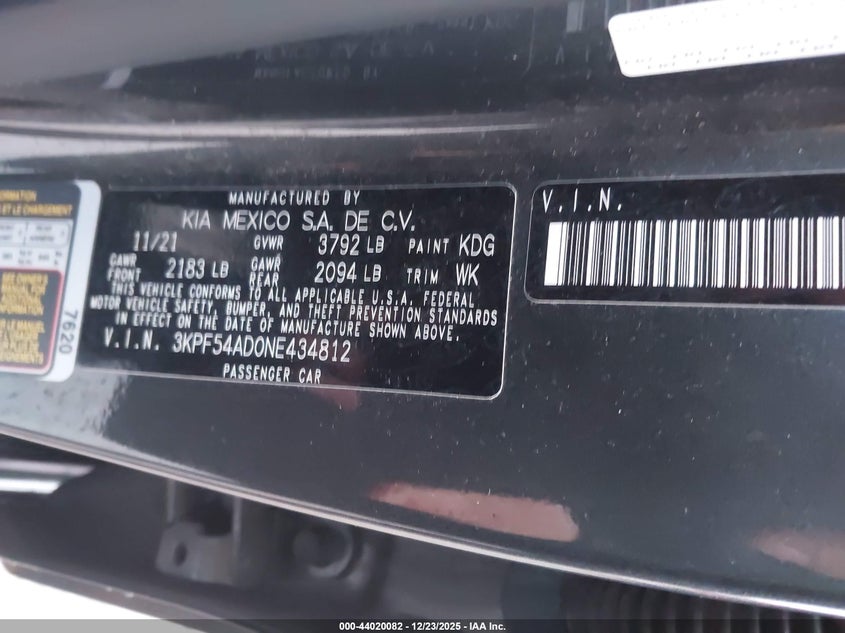 MANUFACTURED BY
KIA MEXICO S.A. DE C.V.
11/21 GVWR 3792 LB PAINT KDG
GAWR FRONT 2183 LB GAWR REAR 2094 LB TRIM WK
THIS VEHICLE CONFORMS TO ALL APPLICABLE U.S.A. FEDERAL
MOTOR VEHICLE SAFETY, BUMPER, AND THEFT PREVENTION STANDARDS
IN EFFECT ON THE DATE OF MANUFACTURE SHOWN ABOVE.
V.I.N. 3KPF54AD0NE434812
PASSENGER CAR
V.I.N.
ET LE CHARGEMENT
7620
000-44020082 - 12/23/2025 - IAA Inc.